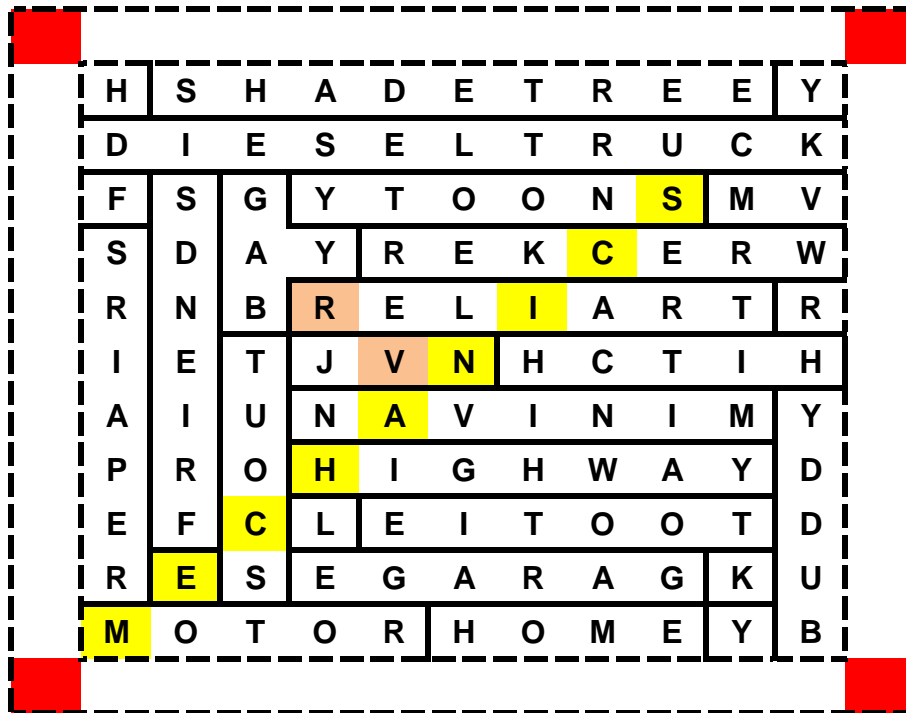 H S H A D E T R E E Y
D I E S E L T R U C K
F S G Y T O O N S M V
S D A Y R E K C E R W
R N B R E L I A R T R
I E T J V N H C T I H
A I U N A V I N I M Y
P R O H I G H W A Y D
E F C L E I T O O T D
R E S E G A R A G K U
M O T O R H O M E Y B